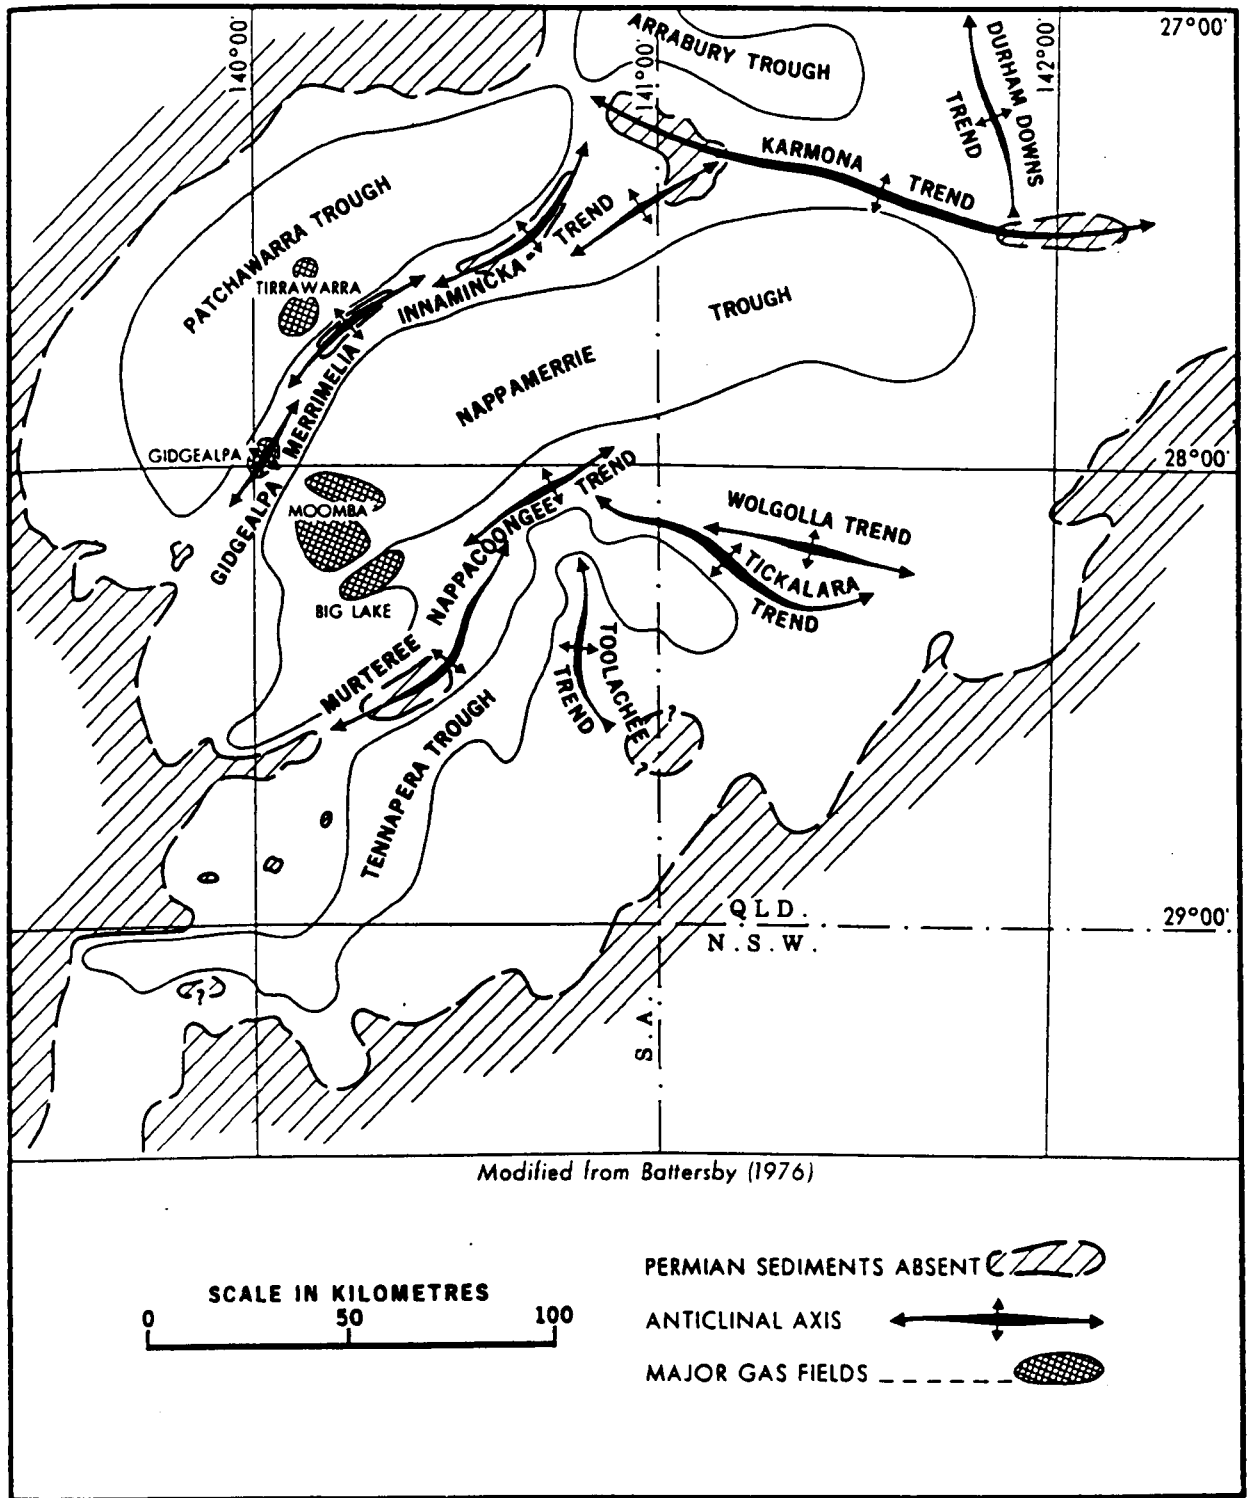 ARRABURY TROUGH
27°00'
140°00'
141°00'
142°00'
DURHAM DOWNS
TREND
KARMONA
TREND
PATCHAWARRA TROUGH
TREND
TIRRAWARRA
INNAMINCKA -
TROUGH
NAPPAMERRIE
MERRIMELIA
GIDGEALPA
GIDGEALPA
28°00'
TREND
MOOMBA
NAPPACOONGEE
WOLGOLLA TREND
TICKALARA
TREND
BIG LAKE
MURTEREE
TOOLACHEE
TREND
?
?
TENNAPERA TROUGH
QLD.
29°00'
N.S.W.
?
S.A.
Modified from Battersby (1976)
PERMIAN SEDIMENTS ABSENT
SCALE IN KILOMETRES
0 50 100
ANTICLINAL AXIS
MAJOR GAS FIELDS